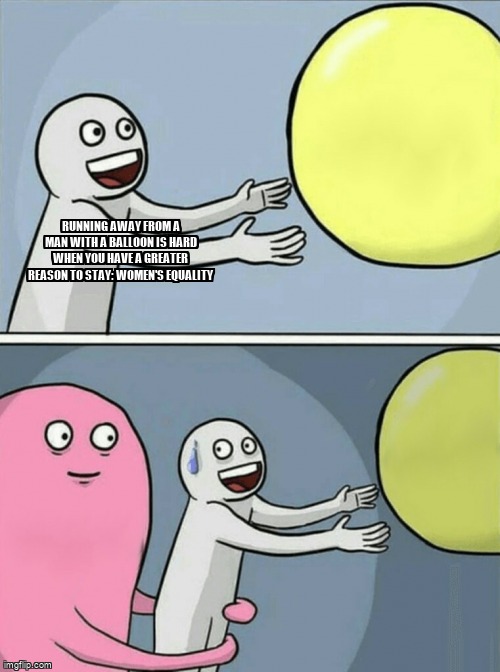 RUNNING AWAY FROM A
MAN WITH A BALLOON IS HARD
WHEN YOU HAVE A GREATER
REASON TO STAY: WOMEN'S EQUALITY
imgflip.com